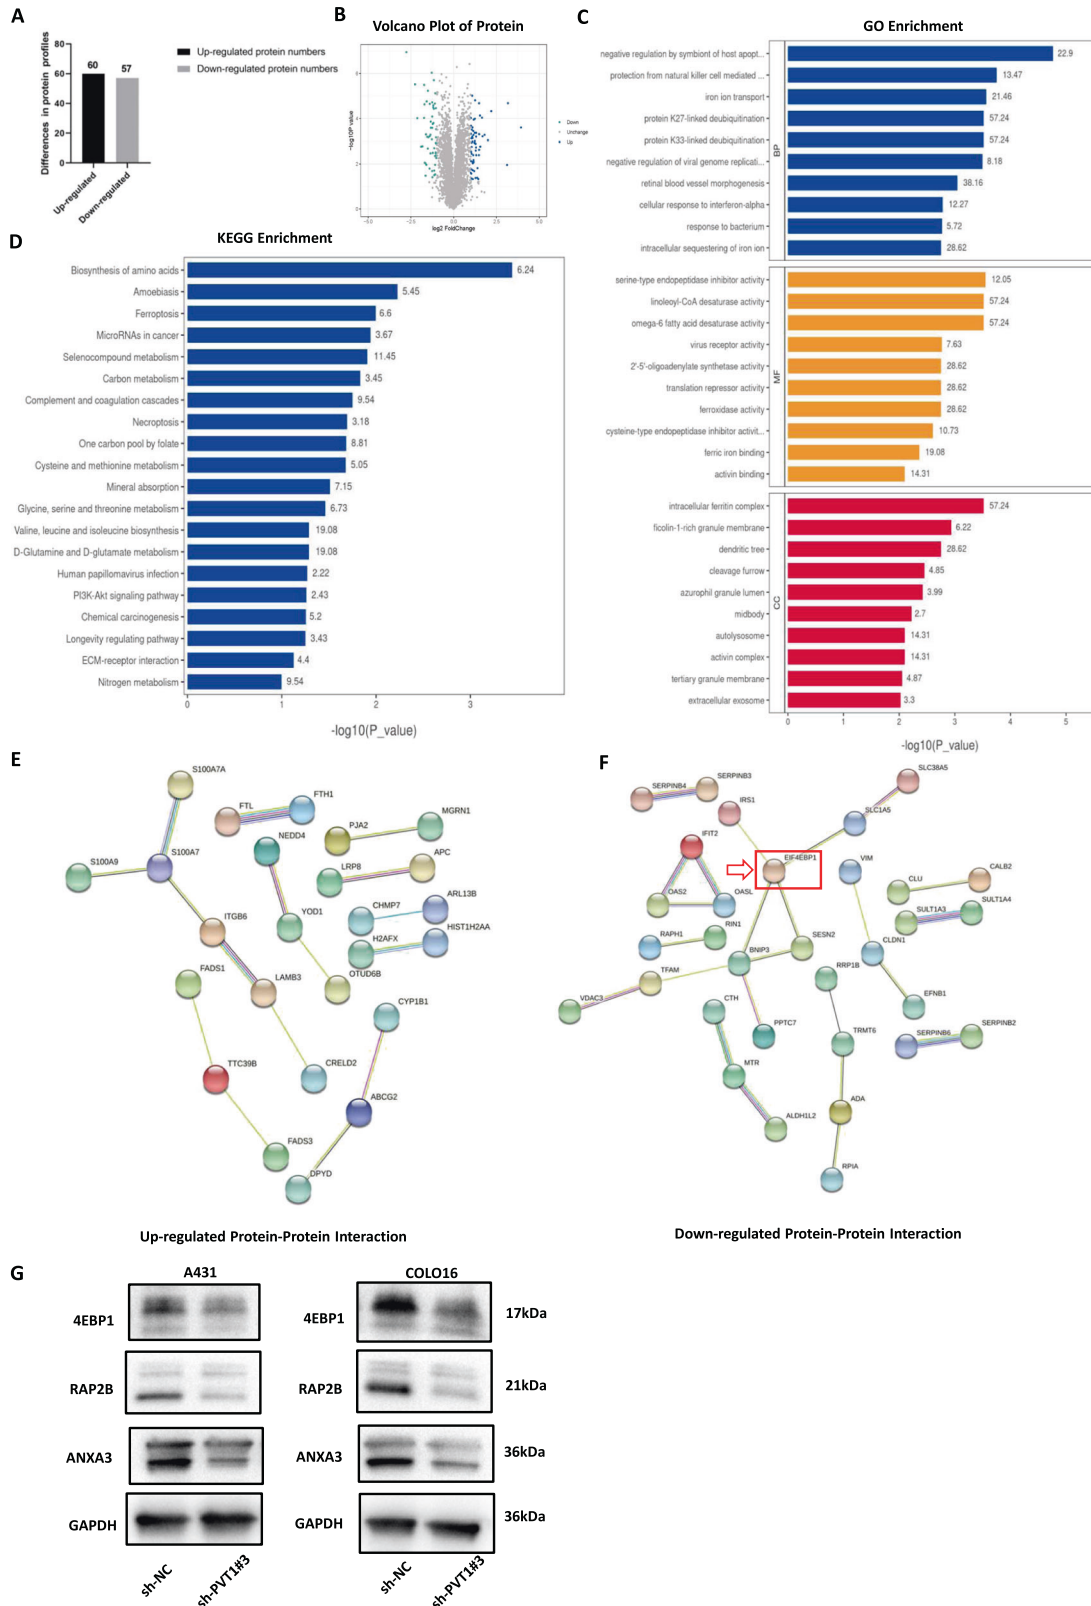 A
Differences in protein profiles
80
60
40
20
0
60
57
Up-regulated
Down-regulated
Up-regulated protein numbers
Down-regulated protein numbers
B
Volcano Plot of Protein
−log10P value
−5.0
−2.5
0.0
2.5
5.0
log2 FoldChange
Down
Unchange
Up
C
GO Enrichment
BP
negative regulation by symbiont of host apopt... 22.9
protection from natural killer cell mediated ... 13.47
iron ion transport 21.46
protein K27-linked deubiquitination 57.24
protein K33-linked deubiquitination 57.24
negative regulation of viral genome replicati... 8.18
retinal blood vessel morphogenesis 38.16
cellular response to interferon-alpha 12.27
response to bacterium 5.72
intracellular sequestering of iron ion 28.62
MF
serine-type endopeptidase inhibitor activity 12.05
linoleoyl-CoA desaturase activity 57.24
omega-6 fatty acid desaturase activity 57.24
virus receptor activity 7.63
2'-5'-oligoadenylate synthetase activity 28.62
translation repressor activity 28.62
ferroxidase activity 28.62
cysteine-type endopeptidase inhibitor activit... 10.73
ferric iron binding 19.08
activin binding 14.31
CC
intracellular ferritin complex 57.24
ficolin-1-rich granule membrane 6.22
dendritic tree 28.62
cleavage furrow 4.85
azurophil granule lumen 3.99
midbody 2.7
autolysosome 14.31
activin complex 14.31
tertiary granule membrane 4.87
extracellular exosome 3.3
0 1 2 3 4 5
-log10(P_value)
D
KEGG Enrichment
Biosynthesis of amino acids 6.24
Amoebiasis 5.45
Ferroptosis 6.6
MicroRNAs in cancer 3.67
Selenocompound metabolism 11.45
Carbon metabolism 3.45
Complement and coagulation cascades 9.54
Necroptosis 3.18
One carbon pool by folate 8.81
Cysteine and methionine metabolism 5.05
Mineral absorption 7.15
Glycine, serine and threonine metabolism 6.73
Valine, leucine and isoleucine biosynthesis 19.08
D-Glutamine and D-glutamate metabolism 19.08
Human papillomavirus infection 2.22
PI3K-Akt signaling pathway 2.43
Chemical carcinogenesis 5.2
Longevity regulating pathway 3.43
ECM-receptor interaction 4.4
Nitrogen metabolism 9.54
0 1 2 3
-log10(P_value)
E
S100A7A
FTL
FTH1
MGRN1
PJA2
NEDD4
S100A9
S100A7
APC
LRP8
ARL13B
CHMP7
ITGB6
YOD1
HIST1H2AA
H2AFX
OTUD6B
FADS1
LAMB3
CYP1B1
TTC39B
CRELD2
ABCG2
FADS3
DPYD
Up-regulated Protein-Protein Interaction
F
SLC38A5
SERPINB3
SERPINB4
IRS1
SLC1A5
IFIT2
EIF4EBP1
VIM
CALB2
CLU
OAS2
OASL
SULT1A4
SULT1A3
RIN1
RAPH1
SESN2
BNIP3
CLDN1
TFAM
RRP1B
VDAC3
CTH
EFNB1
PPTC7
TRMT6
SERPINB2
SERPINB6
MTR
ADA
ALDH1L2
RPIA
Down-regulated Protein-Protein Interaction
G
A431
COLO16
4EBP1
4EBP1
17kDa
RAP2B
RAP2B
21kDa
ANXA3
ANXA3
36kDa
GAPDH
GAPDH
36kDa
sh-NC
sh-PVT1#3
sh-NC
sh-PVT1#3